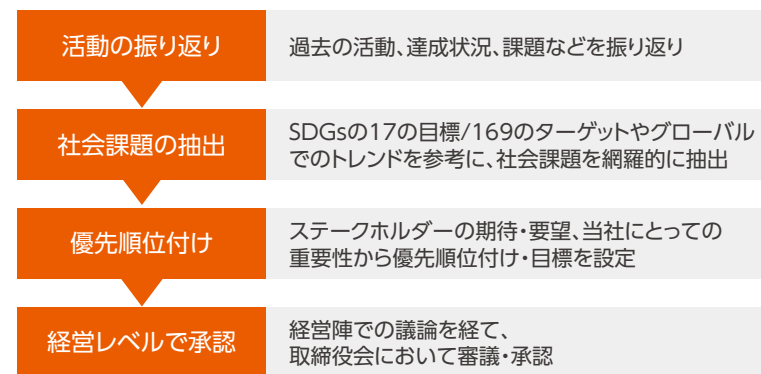 活動の振り返り
過去の活動、達成状況、課題などを振り返り
社会課題の抽出
SDGsの17の目標/169のターゲットやグローバル
でのトレンドを参考に、社会課題を網羅的に抽出
優先順位付け
ステークホルダーの期待・要望、当社にとっての
重要性から優先順位付け・目標を設定
経営レベルで承認
経営陣での議論を経て、
取締役会において審議・承認